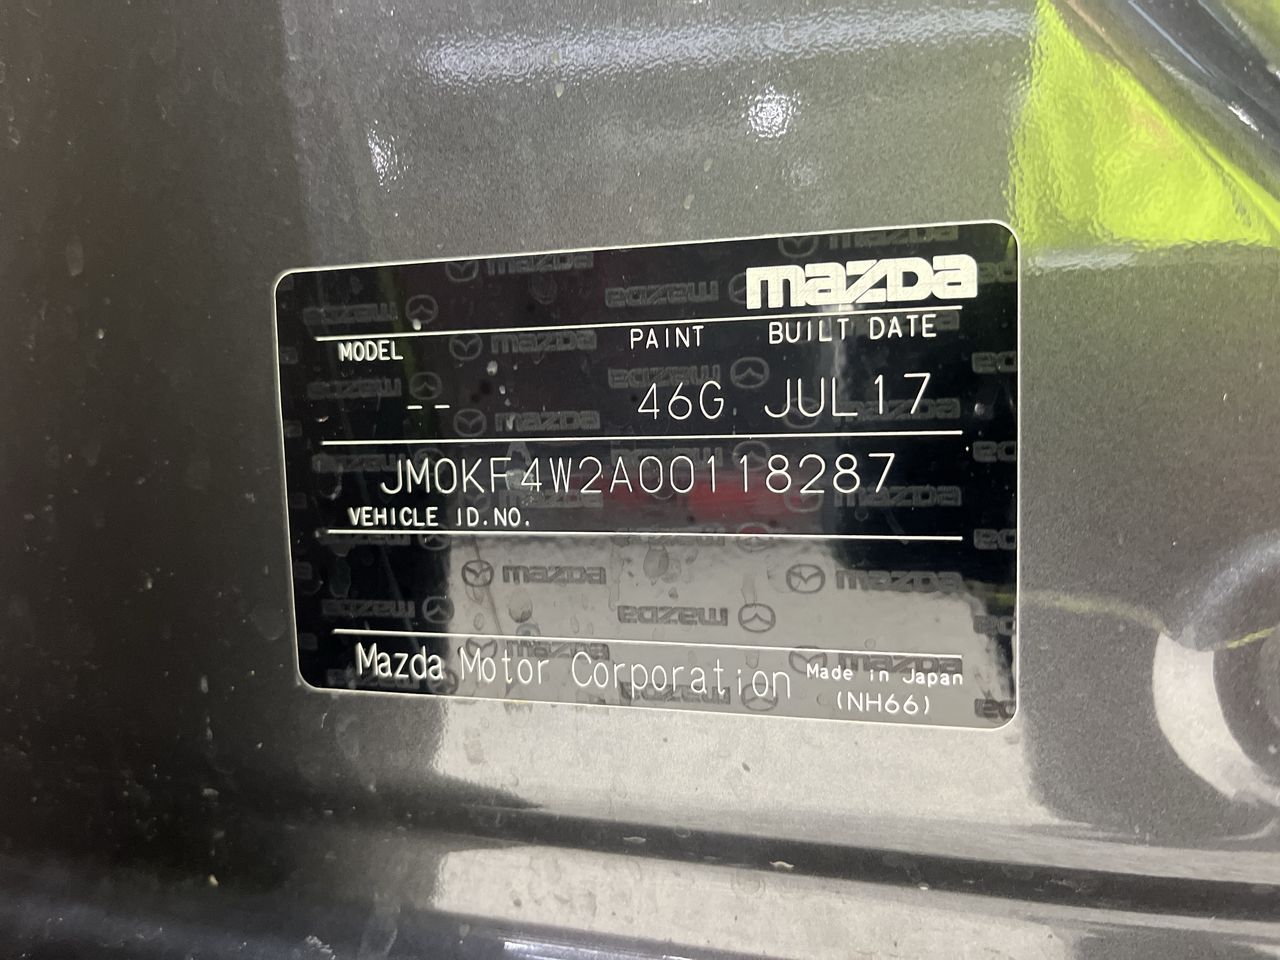 mazda
MODEL PAINT BUILT DATE
-- 46G JUL17
JM0KF4W2A00118287
VEHICLE ID.NO.
Mazda Motor Corporation Made in Japan
(NH66)